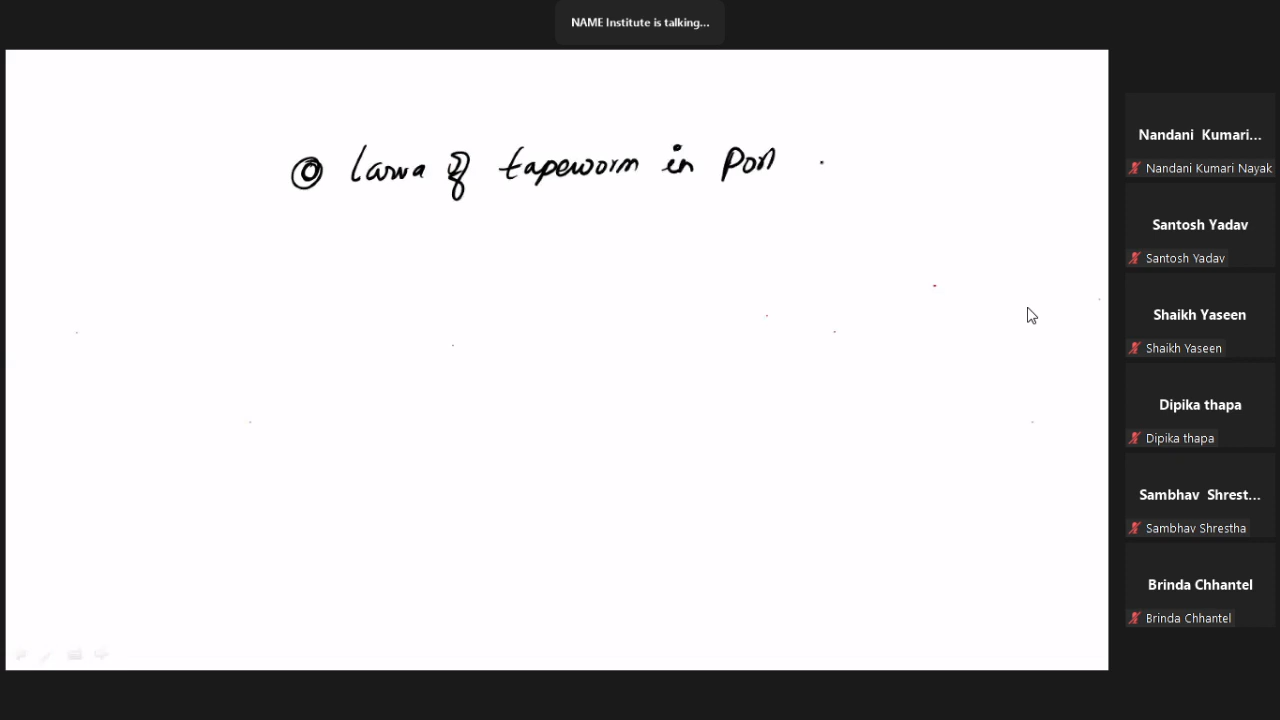 NAME Institute is talking...
Larva of tapeworm in Por
Nandani Kumari...
Nandani Kumari Nayak
Santosh Yadav
Santosh Yadav
Shaikh Yaseen
Shaikh Yaseen
Dipika thapa
Dipika thapa
Sambhav Shrest...
Sambhav Shrestha
Brinda Chhantel
Brinda Chhantel